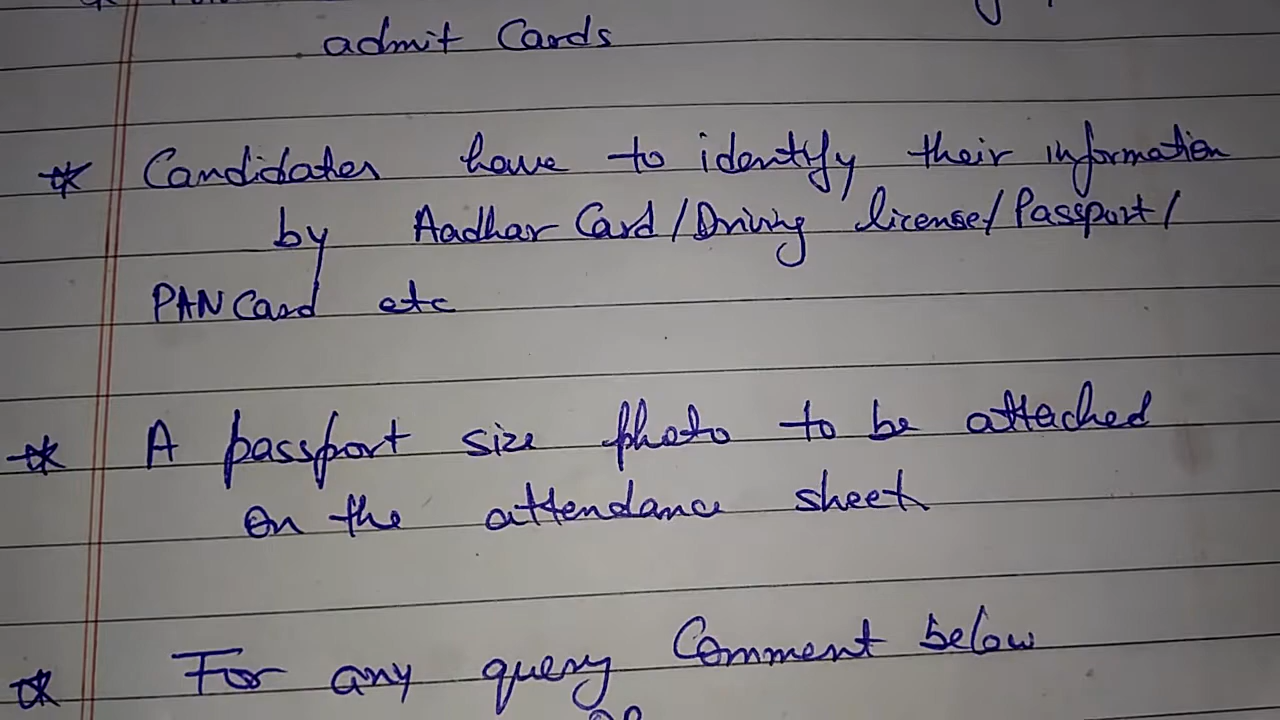 admit Cards
* Candidates have to identify their information
by Aadhar Card/Driving license/Passport/
PAN Card etc
* A passport size photo to be attached
on the attendance sheet
* For any query Comment below